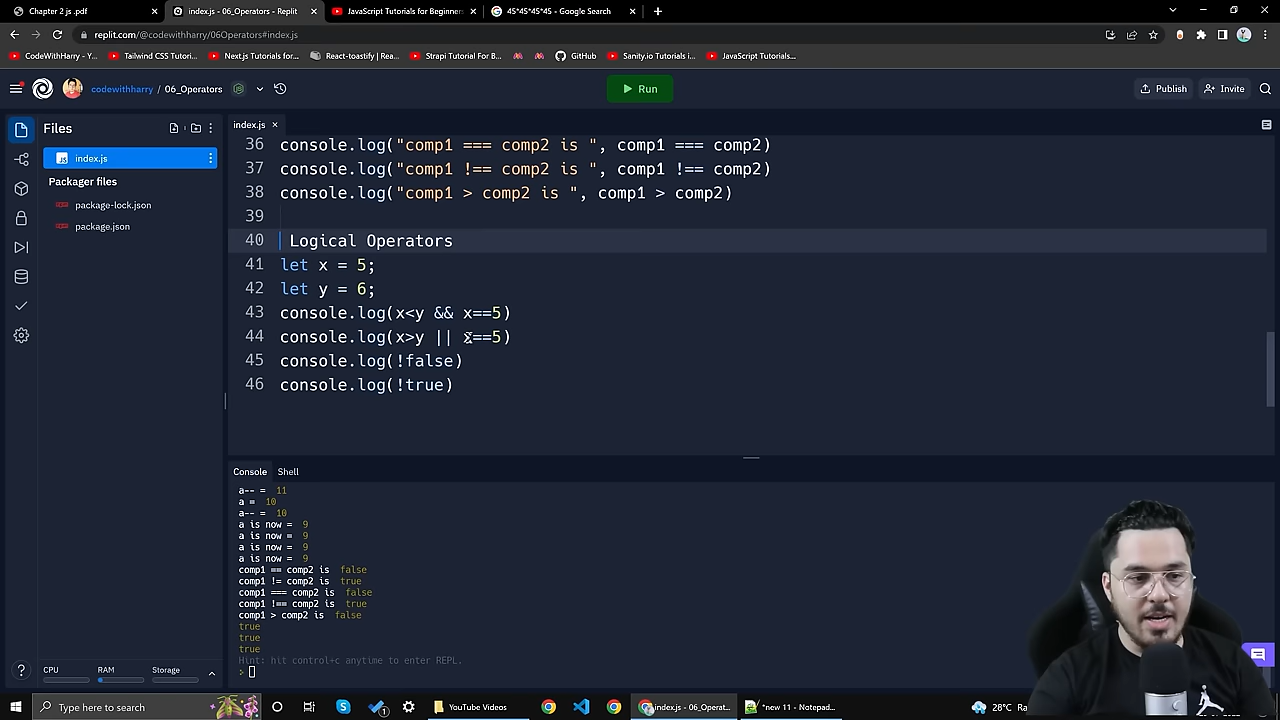 Chapter 2 js .pdf
index.js - 06_Operators - Replit
JavaScript Tutorials for Beginners
45*45*45*45 - Google Search
replit.com/@codewithharry/06Operators#index.js
CodeWithHarry - Y...
Tailwind CSS Tutori...
Next.js Tutorials for...
React-toastify | Rea...
Strapi Tutorial For B...
GitHub
Sanity.io Tutorials i...
JavaScript Tutorials...
codewithharry / 06_Operators
Run
Publish
Invite
Files
index.js
Packager files
package-lock.json
package.json
index.js
36 console.log("comp1 === comp2 is ", comp1 === comp2)
37 console.log("comp1 !== comp2 is ", comp1 !== comp2)
38 console.log("comp1 > comp2 is ", comp1 > comp2)
39
40 Logical Operators
41 let x = 5;
42 let y = 6;
43 console.log(x<y && x==5)
44 console.log(x>y || x==5)
45 console.log(!false)
46 console.log(!true)
Console Shell
a-- = 11
a = 10
a-- = 10
a is now = 9
a is now = 9
a is now = 9
a is now = 9
comp1 == comp2 is false
comp1 != comp2 is true
comp1 === comp2 is false
comp1 !== comp2 is true
comp1 > comp2 is false
true
true
true
Hint: hit control+c anytime to enter REPL.
>
CPU RAM Storage
Type here to search
YouTube Videos
index.js - 06_Operat...
*new 11 - Notepad...
28°C Ra